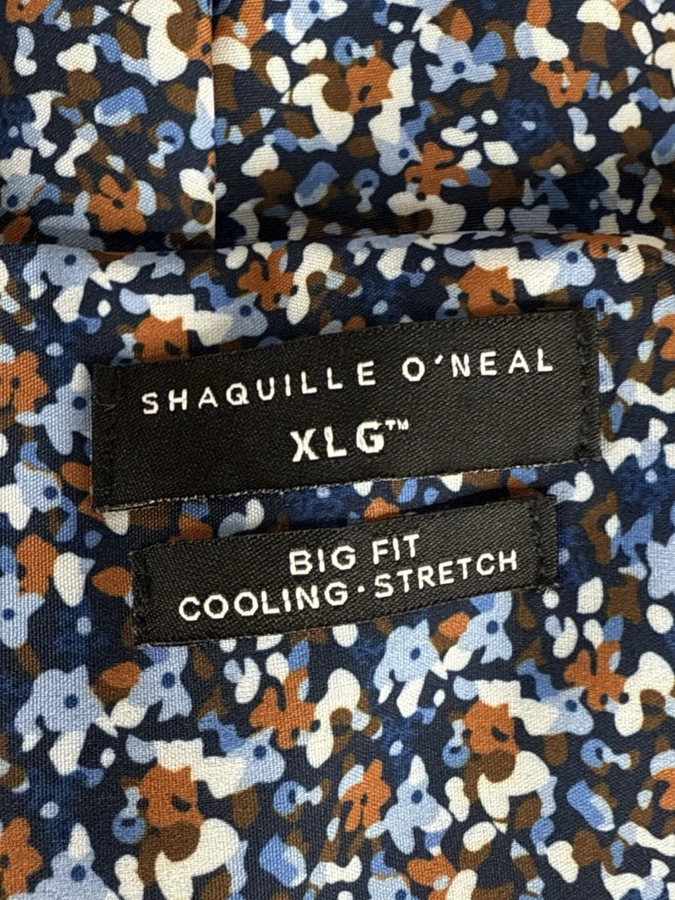 SHAQUILLE O'NEAL
XLG™
BIG FIT
COOLING·STRETCH